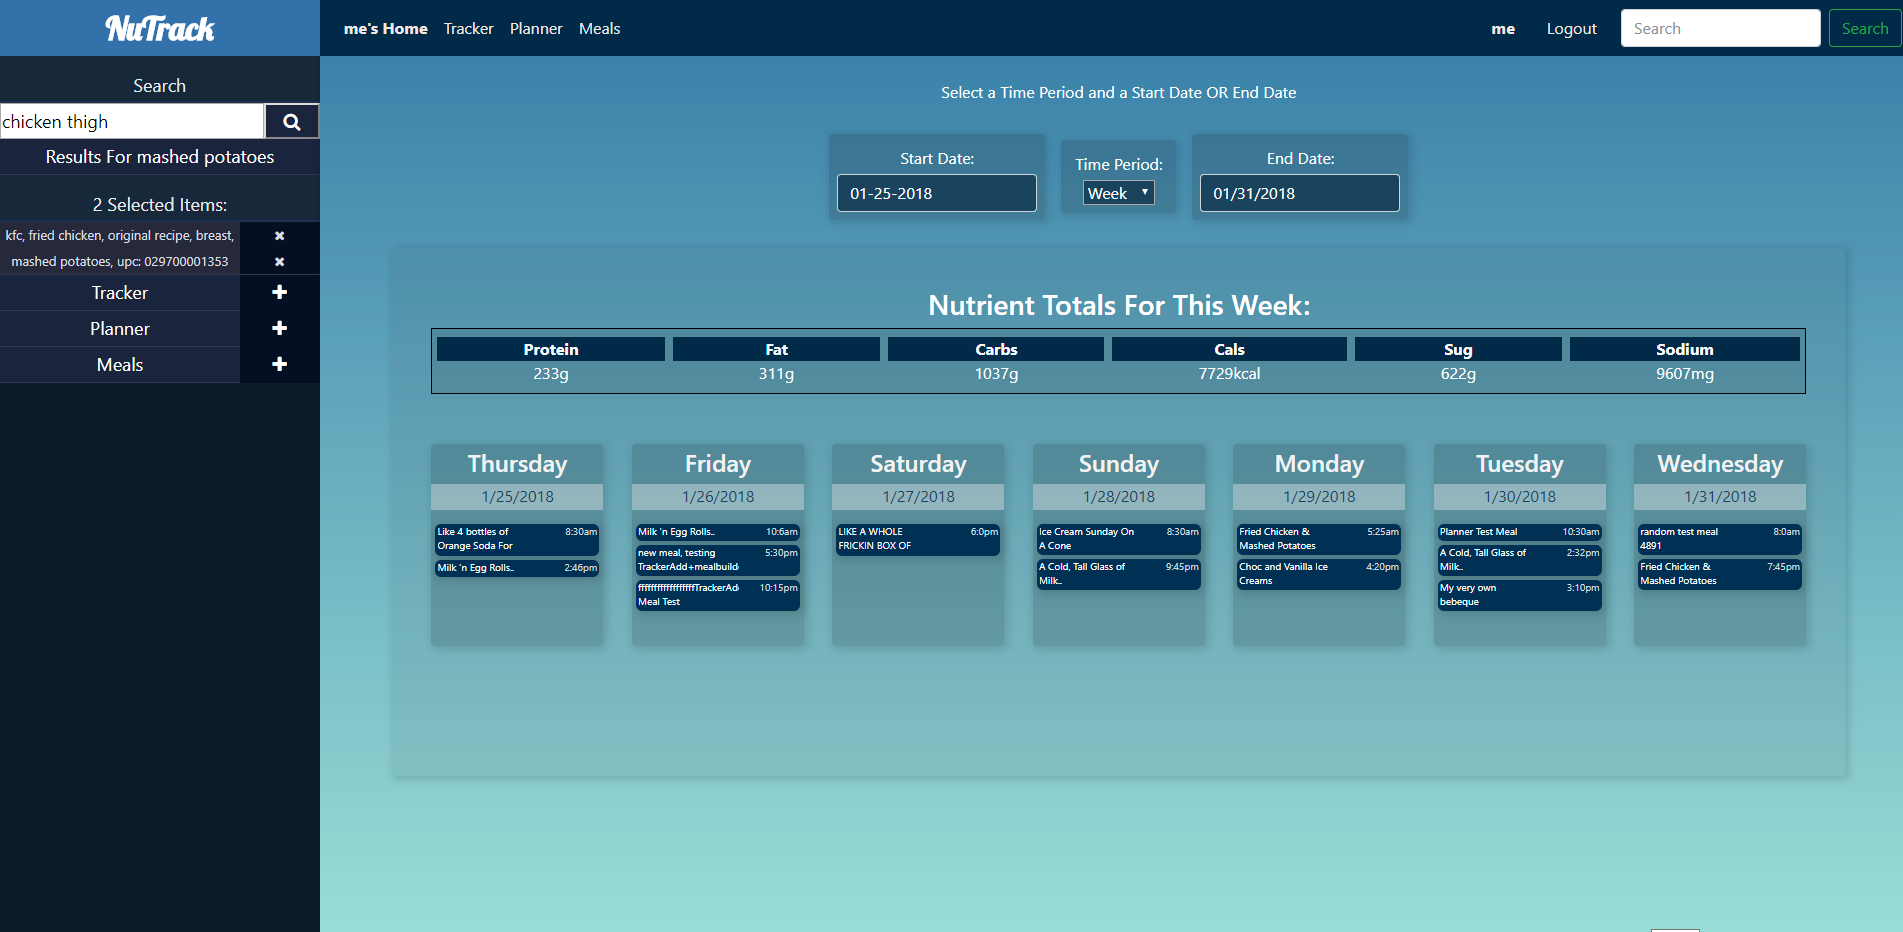 NuTrack
me's Home Tracker Planner Meals me Logout Search Search
Search
chicken thigh
Results For mashed potatoes
2 Selected Items:
kfc, fried chicken, original recipe, breast,
mashed potatoes, upc: 029700001353
Tracker
Planner
Meals
Select a Time Period and a Start Date OR End Date
Start Date:
01-25-2018
Time Period:
Week
End Date:
01/31/2018
Nutrient Totals For This Week:
Protein Fat Carbs Cals Sug Sodium
233g 311g 1037g 7729kcal 622g 9607mg
Thursday
1/25/2018
Like 4 bottles of 8:30am
Orange Soda For
Milk 'n Egg Rolls.. 2:46pm
Friday
1/26/2018
Milk 'n Egg Rolls.. 10:6am
new meal, testing 5:30pm
TrackerAdd+mealbuild
10:15pm
Meal Test
Saturday
1/27/2018
LIKE A WHOLE 6:0pm
FRICKIN BOX OF
Sunday
1/28/2018
Ice Cream Sunday On 8:30am
A Cone
A Cold, Tall Glass of 9:45pm
Milk..
Monday
1/29/2018
Fried Chicken & 5:25am
Mashed Potatoes
Choc and Vanilla Ice 4:20pm
Creams
Tuesday
1/30/2018
Planner Test Meal 10:30am
A Cold, Tall Glass of 2:32pm
Milk..
My very own 3:10pm
bebeque
Wednesday
1/31/2018
random test meal 8:0am
4891
Fried Chicken & 7:45pm
Mashed Potatoes